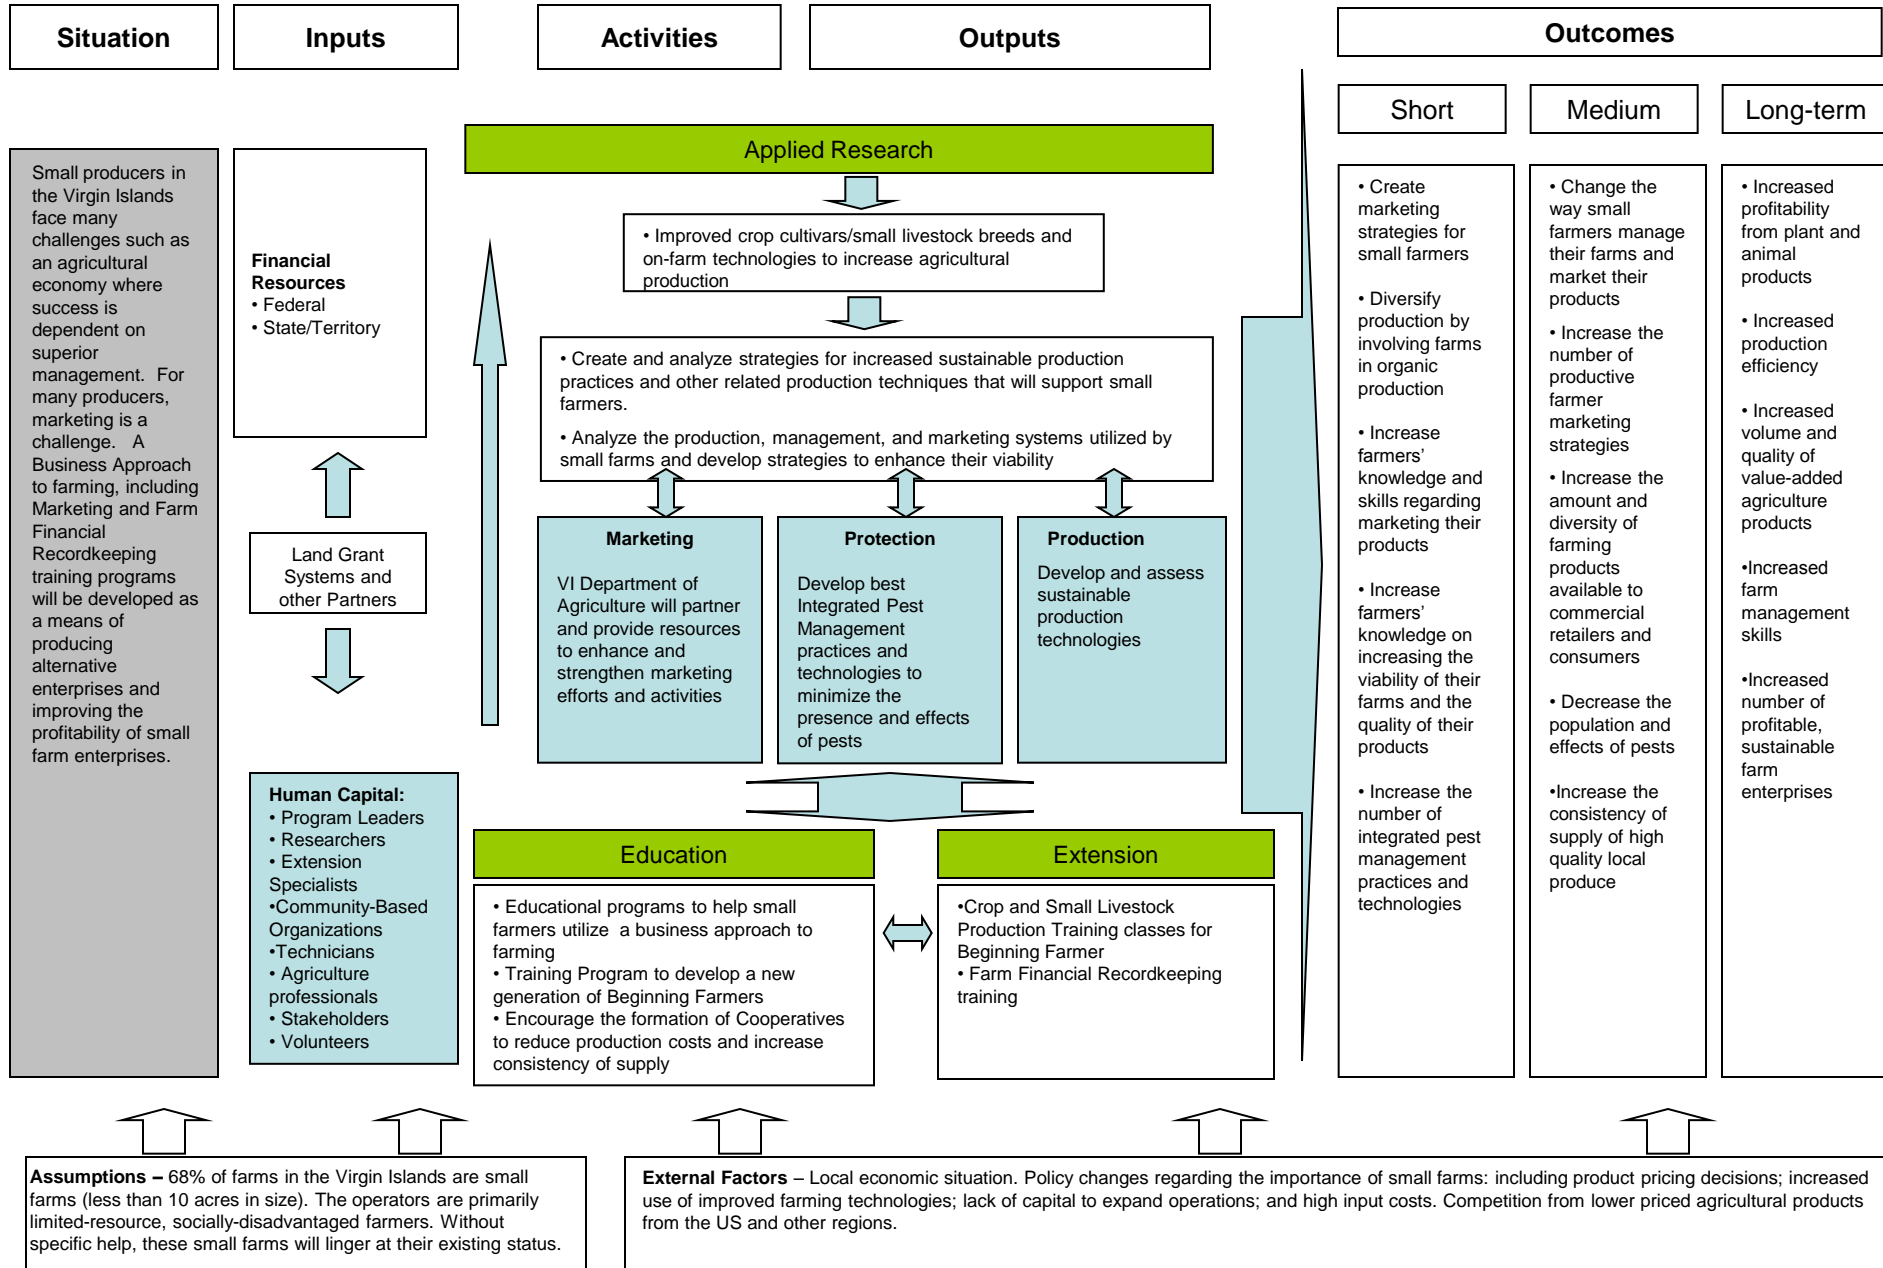 Situation
Inputs
Activities
Outputs
Outcomes
Short
Medium
Long-term
Small producers in
the Virgin Islands
face many
challenges such as
an agricultural
economy where
success is
dependent on
superior
management.  For
many producers,
marketing is a
challenge.   A
Business Approach
to farming, including
Marketing and Farm
Financial
Recordkeeping
training programs
will be developed as
a means of
producing
alternative
enterprises and
improving the
profitability of small
farm enterprises.
Financial
Resources
• Federal
• State/Territory
Land Grant
Systems and
other Partners
Human Capital:
• Program Leaders
• Researchers
• Extension
Specialists
•Community-Based
Organizations
•Technicians
• Agriculture
professionals
• Stakeholders
• Volunteers
Applied Research
• Improved crop cultivars/small livestock breeds and
on-farm technologies to increase agricultural
production
• Create and analyze strategies for increased sustainable production
practices and other related production techniques that will support small
farmers.
• Analyze the production, management, and marketing systems utilized by
small farms and develop strategies to enhance their viability
Marketing
VI Department of
Agriculture will partner
and provide resources
to enhance and
strengthen marketing
efforts and activities
Protection
Develop best
Integrated Pest
Management
practices and
technologies to
minimize the
presence and effects
of pests
Production
Develop and assess
sustainable
production
technologies
Education
• Educational programs to help small
farmers utilize  a business approach to
farming
• Training Program to develop a new
generation of Beginning Farmers
• Encourage the formation of Cooperatives
to reduce production costs and increase
consistency of supply
Extension
•Crop and Small Livestock
Production Training classes for
Beginning Farmer
• Farm Financial Recordkeeping
training
• Create
marketing
strategies for
small farmers
• Diversify
production by
involving farms
in organic
production
• Increase
farmers’
knowledge and
skills regarding
marketing their
products
• Increase
farmers’
knowledge on
increasing the
viability of their
farms and the
quality of their
products
• Increase the
number of
integrated pest
management
practices and
technologies
• Change the
way small
farmers manage
their farms and
market their
products
• Increase the
number of
productive
farmer
marketing
strategies
• Increase the
amount and
diversity of
farming
products
available to
commercial
retailers and
consumers
• Decrease the
population and
effects of pests
•Increase the
consistency of
supply of high
quality local
produce
• Increased
profitability
from plant and
animal
products
• Increased
production
efficiency
• Increased
volume and
quality of
value-added
agriculture
products
•Increased
farm
management
skills
•Increased
number of
profitable,
sustainable
farm
enterprises
Assumptions – 68% of farms in the Virgin Islands are small
farms (less than 10 acres in size). The operators are primarily
limited-resource, socially-disadvantaged farmers. Without
specific help, these small farms will linger at their existing status.
External Factors – Local economic situation. Policy changes regarding the importance of small farms: including product pricing decisions; increased
use of improved farming technologies; lack of capital to expand operations; and high input costs. Competition from lower priced agricultural products
from the US and other regions.